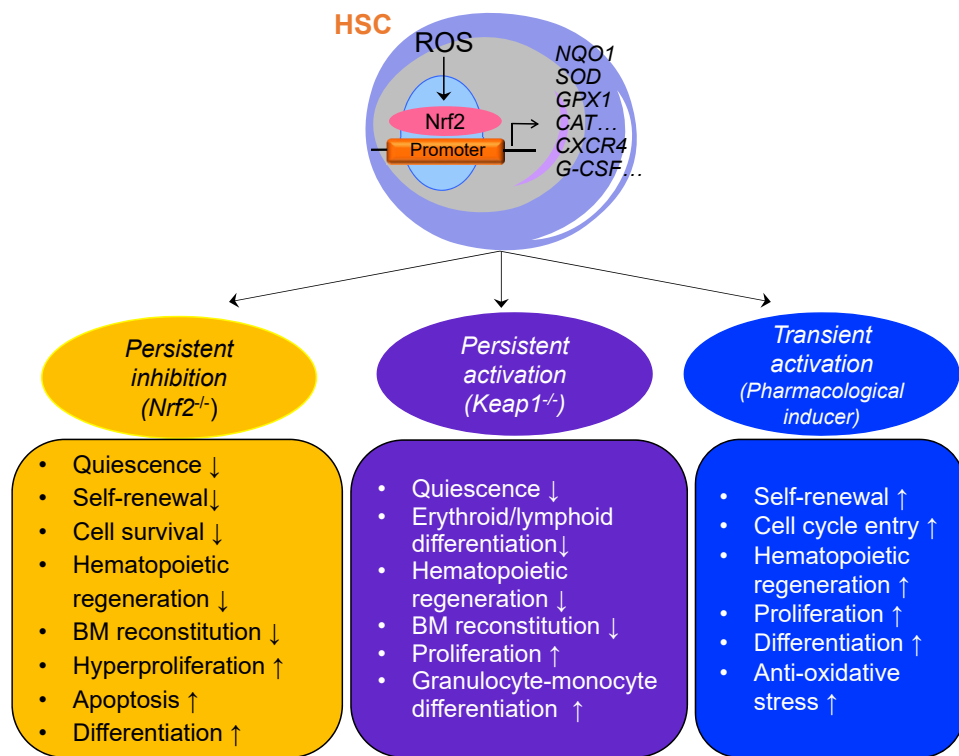 HSC
ROS
Nrf2
Promoter
NQO1
SOD
GPX1
CAT…
CXCR4
G-CSF…
Persistent
inhibition
(Nrf2-/-)
• Quiescence ↓
• Self-renewal↓
• Cell survival ↓
• Hematopoietic
regeneration ↓
• BM reconstitution ↓
• Hyperproliferation ↑
• Apoptosis ↑
• Differentiation ↑
Persistent
activation
(Keap1-/-)
• Quiescence ↓
• Erythroid/lymphoid
differentiation↓
• Hematopoietic
regeneration ↓
• BM reconstitution ↓
• Proliferation ↑
• Granulocyte-monocyte
differentiation ↑
Transient
activation
(Pharmacological
inducer)
• Self-renewal ↑
• Cell cycle entry ↑
• Hematopoietic
regeneration ↑
• Proliferation ↑
• Differentiation ↑
• Anti-oxidative
stress ↑